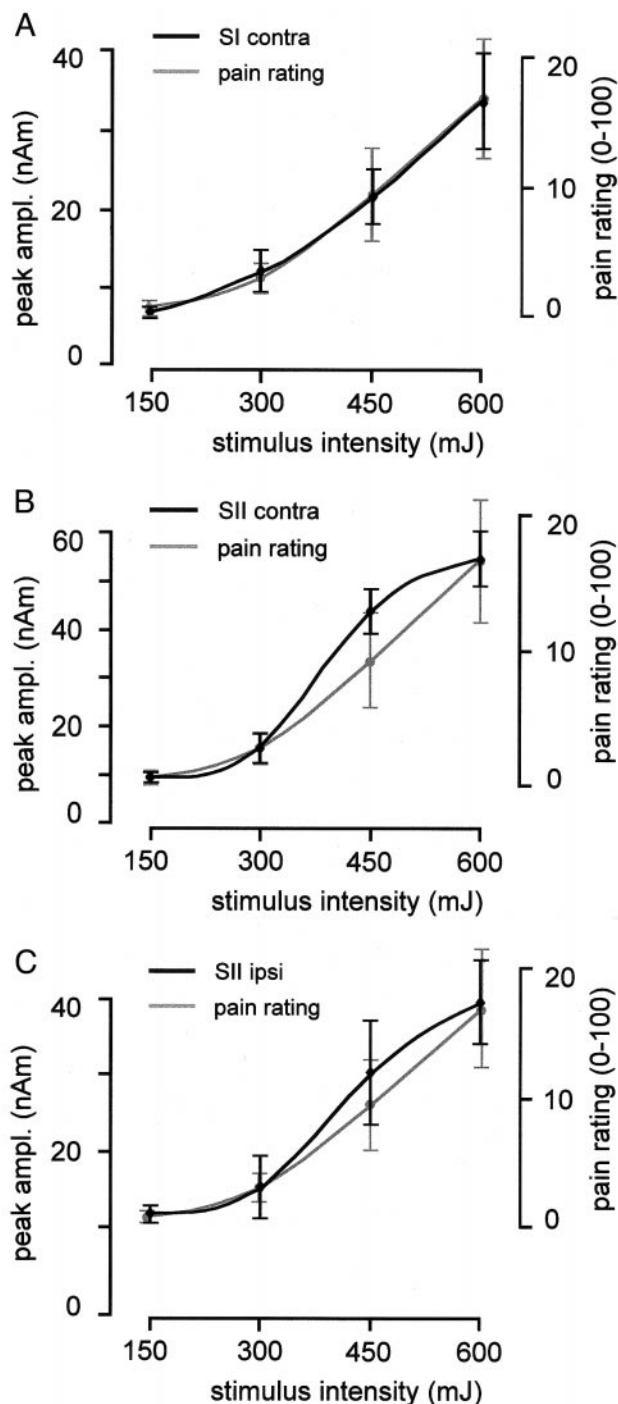 A
SI contra
pain rating
40
20
0
peak ampl. (nAm)
20
10
0
pain rating (0-100)
150 300 450 600
stimulus intensity (mJ)
B
SII contra
pain rating
60
40
20
0
peak ampl. (nAm)
20
10
0
pain rating (0-100)
150 300 450 600
stimulus intensity (mJ)
C
SII ipsi
pain rating
40
20
0
peak ampl. (nAm)
20
10
0
pain rating (0-100)
150 300 450 600
stimulus intensity (mJ)